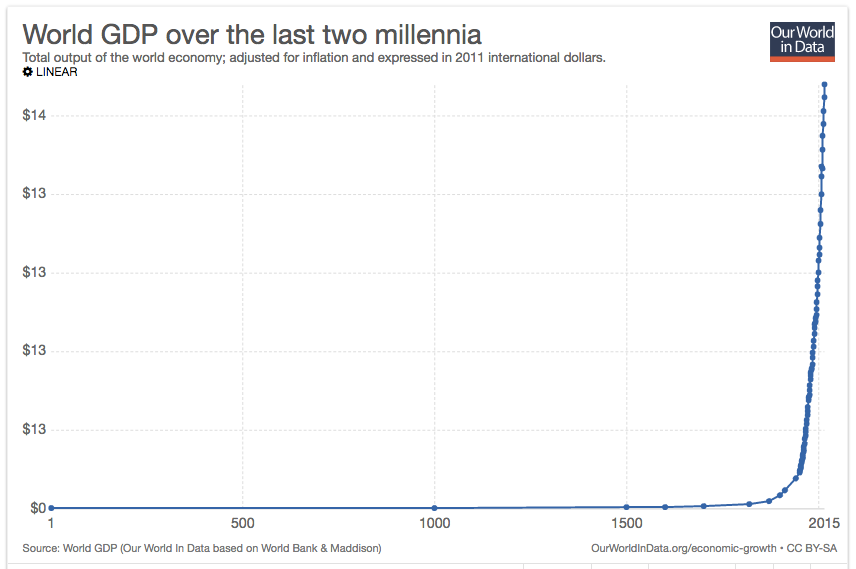 World GDP over the last two millennia
Our World
in Data
Total output of the world economy; adjusted for inflation and expressed in 2011 international dollars.
LINEAR
$14
$13
$13
$13
$13
$0
1
500
1000
1500
2015
Source: World GDP (Our World In Data based on World Bank & Maddison)
OurWorldInData.org/economic-growth • CC BY-SA